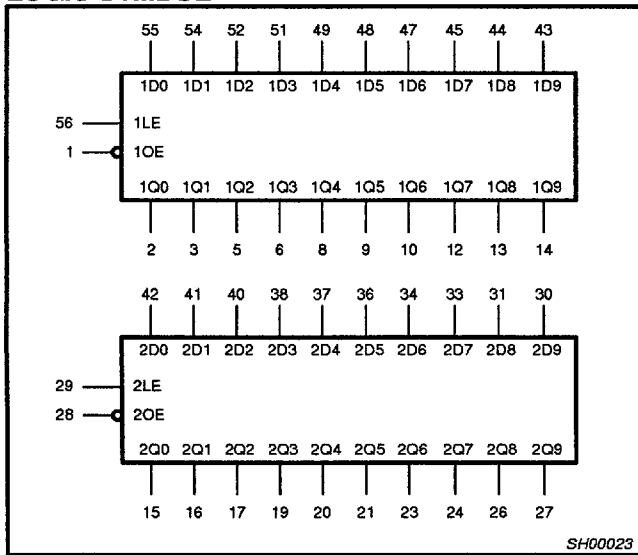 55 54 52 51 49 48 47 45 44 43
1D0 1D1 1D2 1D3 1D4 1D5 1D6 1D7 1D8 1D9
56 1LE
1 1OE
1Q0 1Q1 1Q2 1Q3 1Q4 1Q5 1Q6 1Q7 1Q8 1Q9
2 3 5 6 8 9 10 12 13 14
42 41 40 38 37 36 34 33 31 30
2D0 2D1 2D2 2D3 2D4 2D5 2D6 2D7 2D8 2D9
29 2LE
28 2OE
2Q0 2Q1 2Q2 2Q3 2Q4 2Q5 2Q6 2Q7 2Q8 2Q9
15 16 17 19 20 21 23 24 26 27
SH00023